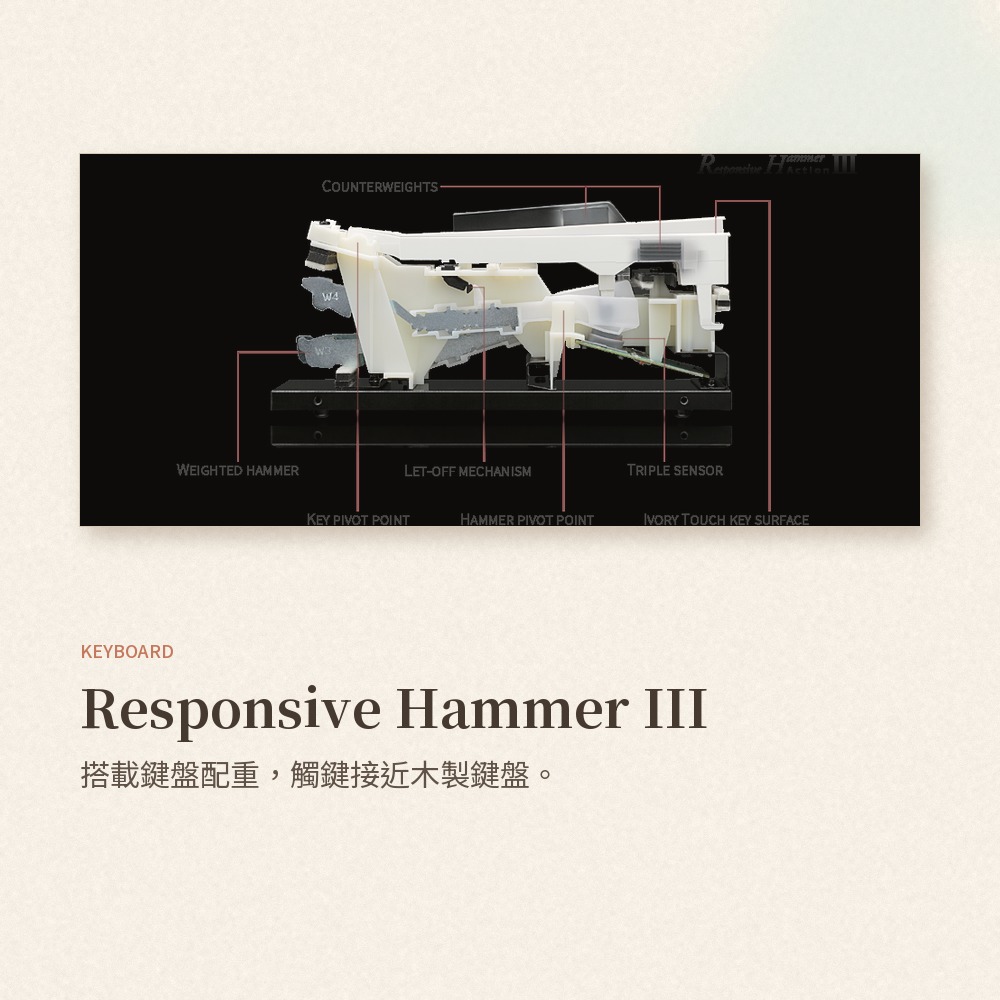 Responsive Hammer III
Action
COUNTERWEIGHTS
W4
W
WEIGHTED HAMMER
LET-OFF MECHANISM
TRIPLE SENSOR
KEY PIVOT POINT
HAMMER PIVOT POINT
IVORY TOUCH KEY SURFACE
KEYBOARD
Responsive Hammer III
搭載鍵盤配重，觸鍵接近木製鍵盤。